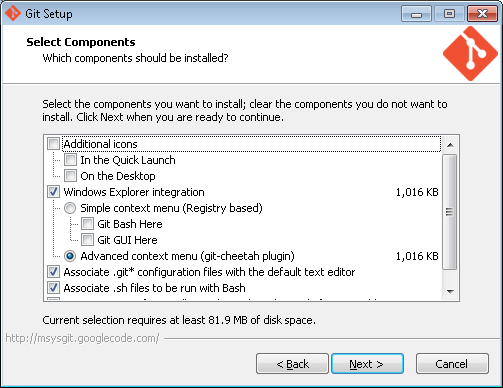 Git Setup
Select Components
Which components should be installed?
Select the components you want to install; clear the components you do not want to
install. Click Next when you are ready to continue.
Additional icons
In the Quick Launch
On the Desktop
Windows Explorer integration 1,016 KB
Simple context menu (Registry based)
Git Bash Here
Git GUI Here
Advanced context menu (git-cheetah plugin) 1,016 KB
Associate .git* configuration files with the default text editor
Associate .sh files to be run with Bash
Current selection requires at least 81.9 MB of disk space.
http://msysgit.googlecode.com/
< Back
Next >
Cancel